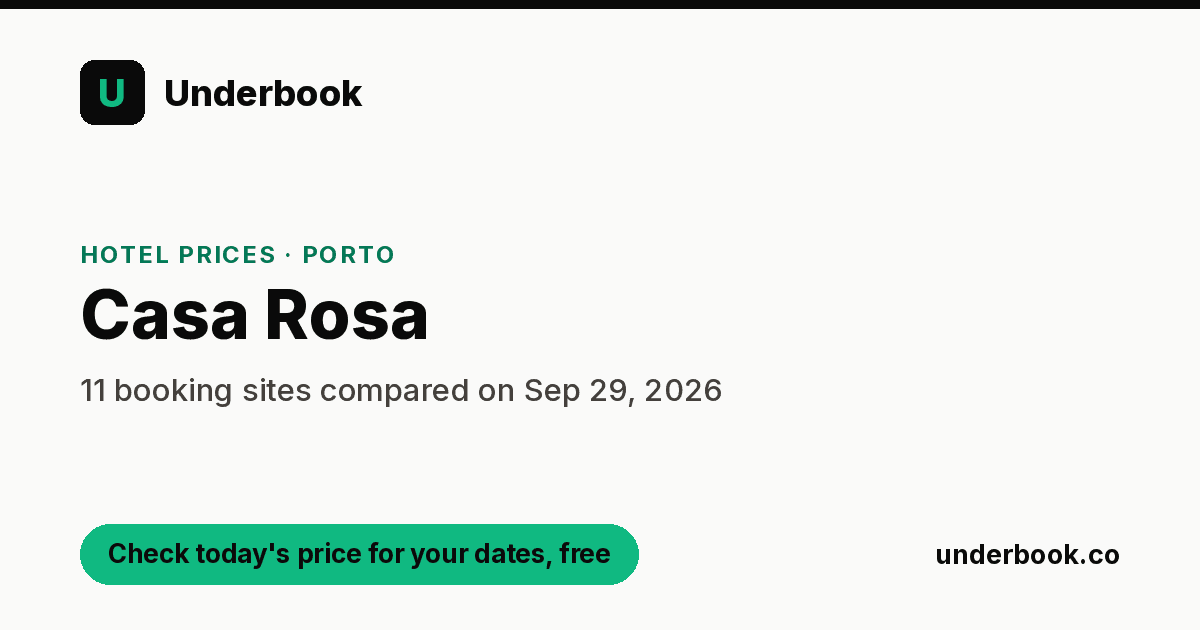 U Underbook
HOTEL PRICES · PORTO
Casa Rosa
11 booking sites compared on Sep 29, 2026
Check today's price for your dates, free
underbook.co